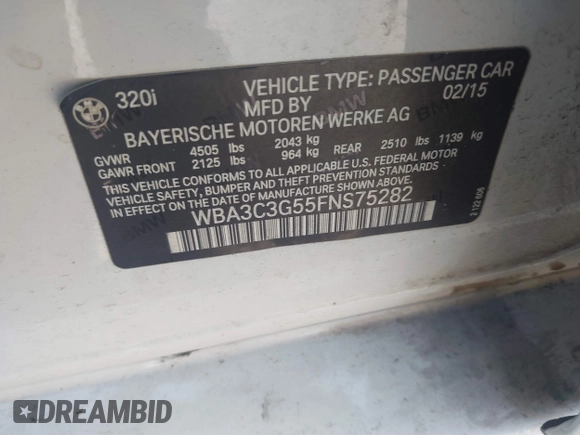 320i
VEHICLE TYPE: PASSENGER CAR
MFD BY 02/15
BAYERISCHE MOTOREN WERKE AG
GVWR 4505 lbs 2043 kg
GAWR FRONT 2125 lbs 964 kg REAR 2510 lbs 1139 kg
THIS VEHICLE CONFORMS TO ALL APPLICABLE U.S. FEDERAL MOTOR
VEHICLE SAFETY, BUMPER AND THEFT PREVENTION STANDARDS IN
EFFECT ON THE DATE OF MANUFACTURE SHOWN ABOVE.
WBA3C3G55FNS75282
DREAMBID